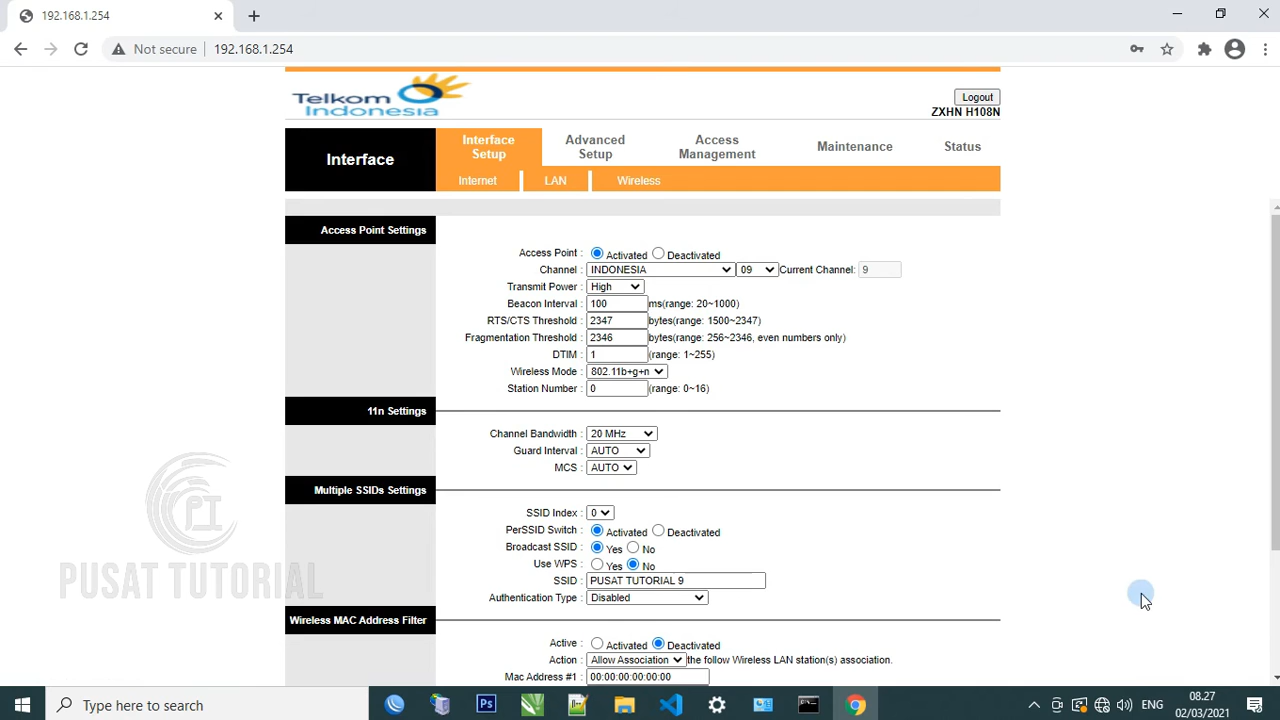 192.168.1.254
Not secure 192.168.1.254
Telkom
Indonesia
Logout
ZXHN H108N
Interface
Interface
Setup
Advanced
Setup
Access
Management
Maintenance
Status
Internet
LAN
Wireless
Access Point Settings
Access Point : Activated Deactivated
Channel : INDONESIA 09 Current Channel: 9
Transmit Power : High
Beacon Interval : 100 ms(range: 20~1000)
RTS/CTS Threshold : 2347 bytes(range: 1500~2347)
Fragmentation Threshold : 2346 bytes(range: 256~2346, even numbers only)
DTIM : 1 (range: 1~255)
Wireless Mode : 802.11b+g+n
Station Number : 0 (range: 0~16)
11n Settings
Channel Bandwidth : 20 MHz
Guard Interval : AUTO
MCS : AUTO
Multiple SSIDs Settings
SSID Index : 0
PerSSID Switch : Activated Deactivated
Broadcast SSID : Yes No
Use WPS : Yes No
SSID : PUSAT TUTORIAL 9
Authentication Type : Disabled
Wireless MAC Address Filter
Active : Activated Deactivated
Action : Allow Association the follow Wireless LAN station(s) association.
Mac Address #1 : 00:00:00:00:00:00
PI
PUSAT TUTORIAL
Type here to search
Ps
ENG
08.27
02/03/2021